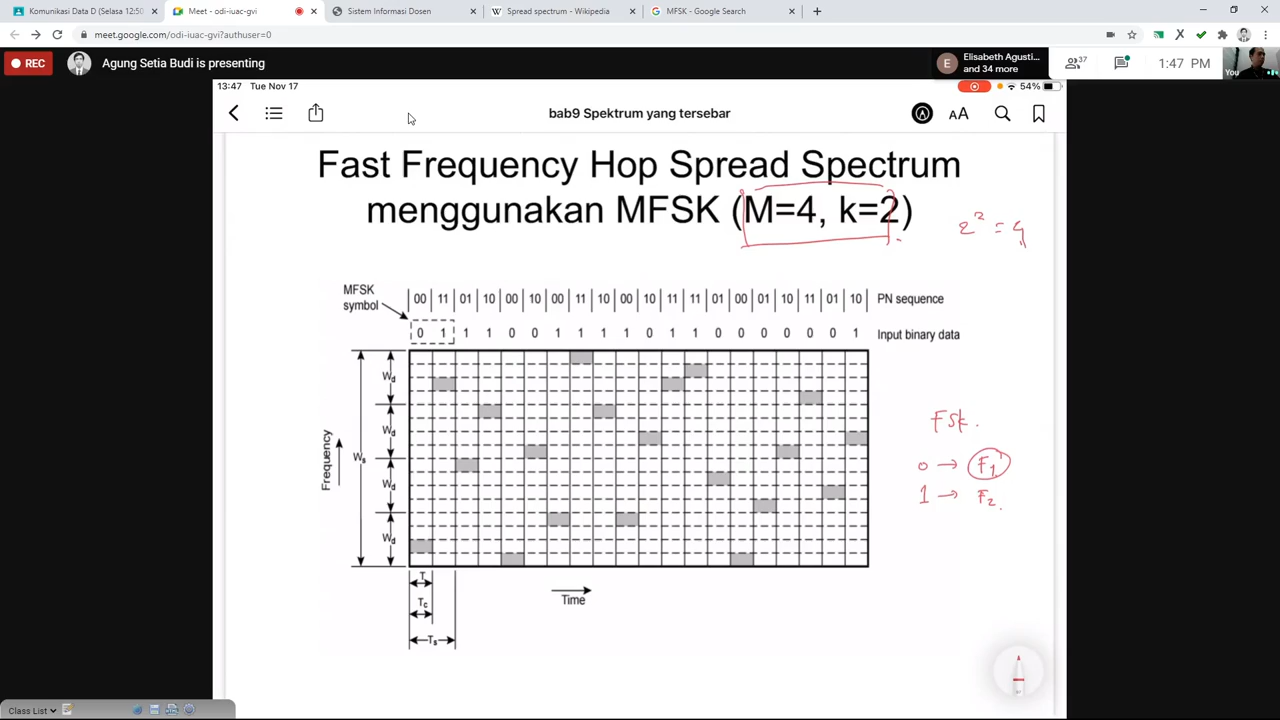 Komunikasi Data D (Selasa 12:50
Meet - odi-iuac-gvi
Sistem Informasi Dosen
Spread spectrum - Wikipedia
MFSK - Google Search
meet.google.com/odi-iuac-gvi?authuser=0
REC
Agung Setia Budi is presenting
E
Elisabeth Agusti...
and 34 more
37
1:47 PM
You
13:47 Tue Nov 17
54%
bab9 Spektrum yang tersebar
AA
Fast Frequency Hop Spread Spectrum
menggunakan MFSK (M=4, k=2)
2² = 4
MFSK
symbol
00 11 01 10 00 10 00 11 10 00 10 11 11 01 00 01 10 11 01 10 PN sequence
0 1 1 1 0 0 1 1 1 1 0 1 1 0 0 0 0 0 0 1 Input binary data
Wd
Wd
Ws
Wd
Wd
Frequency
FSK.
0 → F1
1 → F2.
T
Tc
Ts
Time
Class List